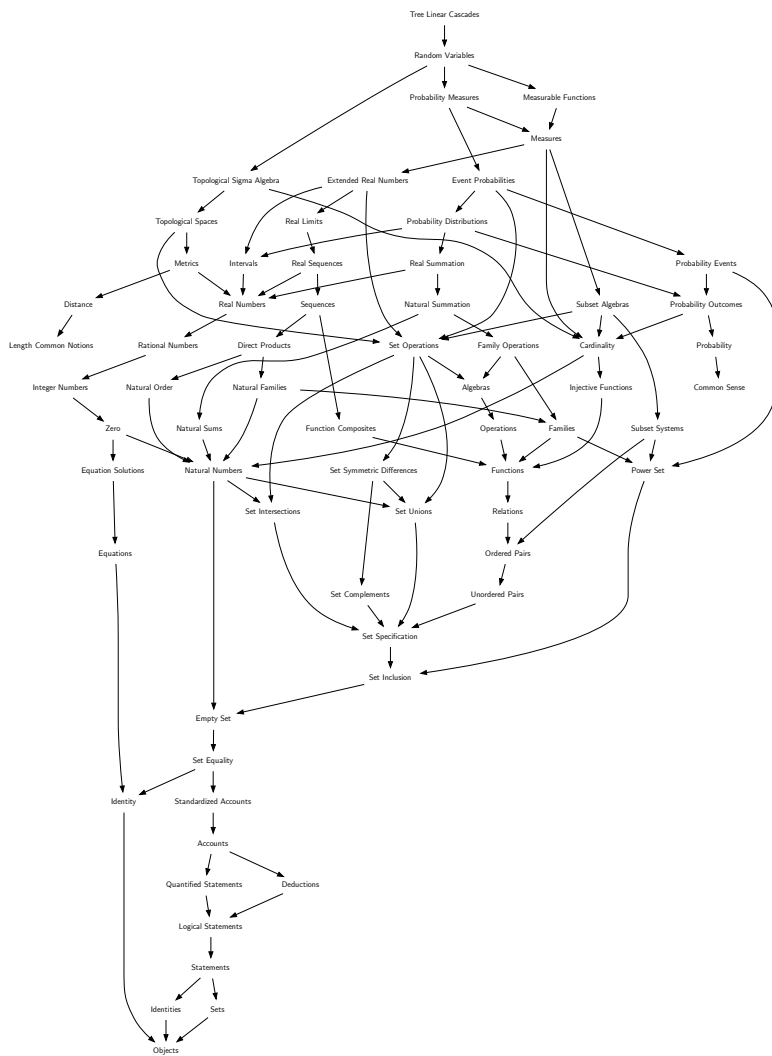 Tree Linear Cascades
Random Variables
Probability Measures Measurable Functions
Measures
Topological Sigma Algebra Extended Real Numbers Event Probabilities
Topological Spaces Real Limits Probability Distributions
Metrics Intervals Real Sequences Real Summation Probability Events
Distance Real Numbers Sequences Natural Summation Subset Algebras Probability Outcomes
Length Common Notions Rational Numbers Direct Products Set Operations Family Operations Cardinality Probability
Integer Numbers Natural Order Natural Families Algebras Injective Functions Common Sense
Zero Natural Sums Function Composites Operations Families Subset Systems
Equation Solutions Natural Numbers Set Symmetric Differences Functions Power Set
Set Intersections Set Unions Relations
Equations Ordered Pairs
Set Complements Unordered Pairs
Set Specification
Set Inclusion
Empty Set
Set Equality
Identity Standardized Accounts
Accounts
Quantified Statements Deductions
Logical Statements
Statements
Identities Sets
Objects